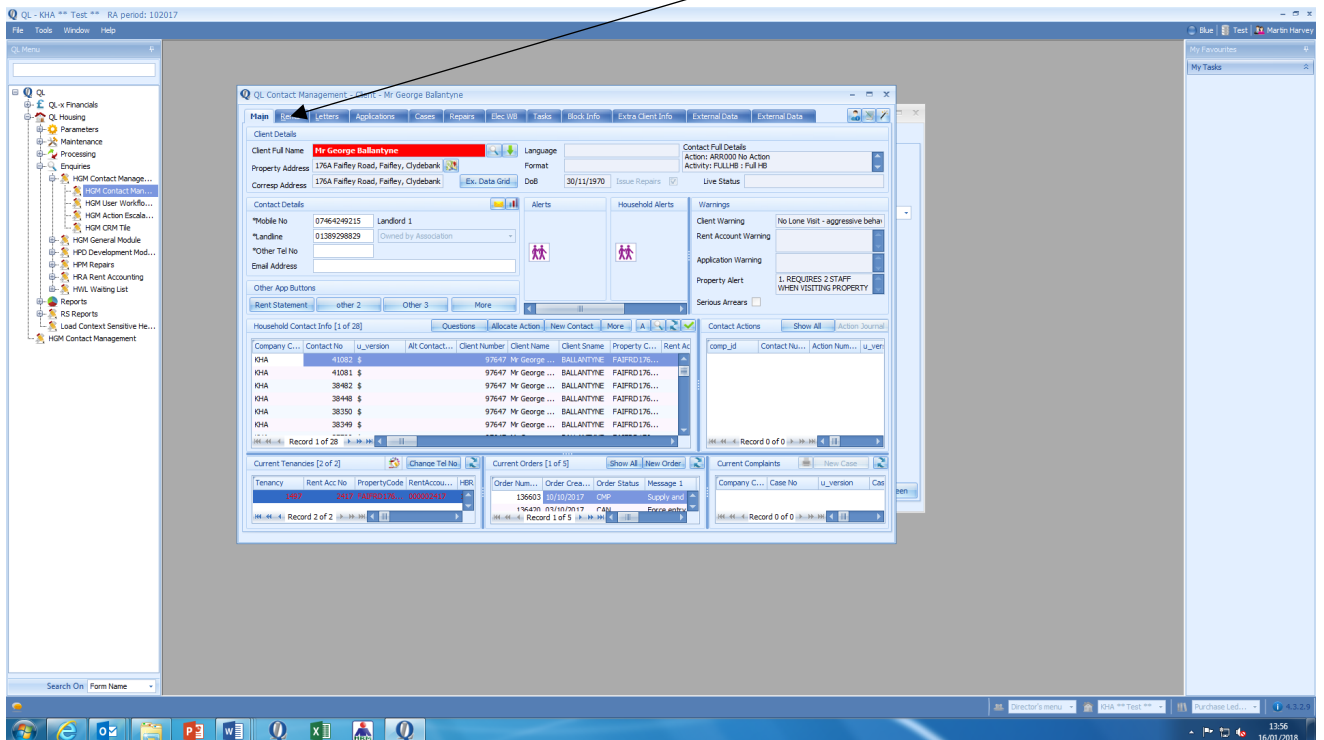 QL - KHA ** Test ** RA period: 102017
File Tools Window Help
Blue Test Martin Harvey
QL Menu
My Favourites
My Tasks
QL
QL-x Financials
QL Housing
Parameters
Maintenance
Processing
Enquiries
HGM Contact Manage...
HGM Contact Man...
HGM User Workflo...
HGM Action Escala...
HGM CRM Tile
HGM General Module
HPD Development Mod...
HPM Repairs
HRA Rent Accounting
HWL Waiting List
Reports
RS Reports
Load Context Sensitive He...
HGM Contact Management
Search On Form Name
QL Contact Management - Client - Mr George Ballantyne
Main Letters Applications Cases Repairs Elec WB Tasks Block Info Extra Client Info External Data External Data
Client Details
Client Full Name Mr George Ballantyne Language
Contact Full Details
Action: ARR000 No Action
Activity: FULLHB : Full HB
Property Address 176A Faifley Road, Faifley, Clydebank Format
Corresp Address 176A Faifley Road, Faifley, Clydebank Ex. Data Grid DoB 30/11/1970 Issue Repairs Live Status
Contact Details Alerts Household Alerts Warnings
*Mobile No 07464249215 Landlord 1
*Landline 01389298829 Owned by Association
*Other Tel No
Email Address
Client Warning No Lone Visit - aggressive behav
Rent Account Warning
Application Warning
Property Alert 1. REQUIRES 2 STAFF
WHEN VISITING PROPERTY
Serious Arrears
Other App Buttons
Rent Statement other 2 Other 3 More
Household Contact Info [1 of 28] Questions Allocate Action New Contact More A
Contact Actions Show All Action Journal
Company C... Contact No u_version Alt Contact... Client Number Client Name Client Sname Property C... Rent Ac
KHA 41082 $ 97647 Mr George ... BALLANTYNE FAIFRD176...
KHA 41081 $ 97647 Mr George ... BALLANTYNE FAIFRD176...
KHA 38482 $ 97647 Mr George ... BALLANTYNE FAIFRD176...
KHA 38448 $ 97647 Mr George ... BALLANTYNE FAIFRD176...
KHA 38350 $ 97647 Mr George ... BALLANTYNE FAIFRD176...
KHA 38349 $ 97647 Mr George ... BALLANTYNE FAIFRD176...
Record 1 of 28
comp_id Contact Nu... Action Num... u_ver
Record 0 of 0
Current Tenancies [2 of 2] Change Tel No
Tenancy Rent Acc No PropertyCode RentAccou... HBR
1497 2417 FAIFRD176... 000002417
Record 2 of 2
Current Orders [1 of 5] Show All New Order
Order Num... Order Crea... Order Status Message 1
136603 10/10/2017 CMP Supply and
136420 03/10/2017 CAN Force entry
Record 1 of 5
Current Complaints New Case
Company C... Case No u_version Cas
Record 0 of 0
een
Director's menu KHA ** Test ** Purchase Led... 4.3.2.9
13:56
16/01/2018